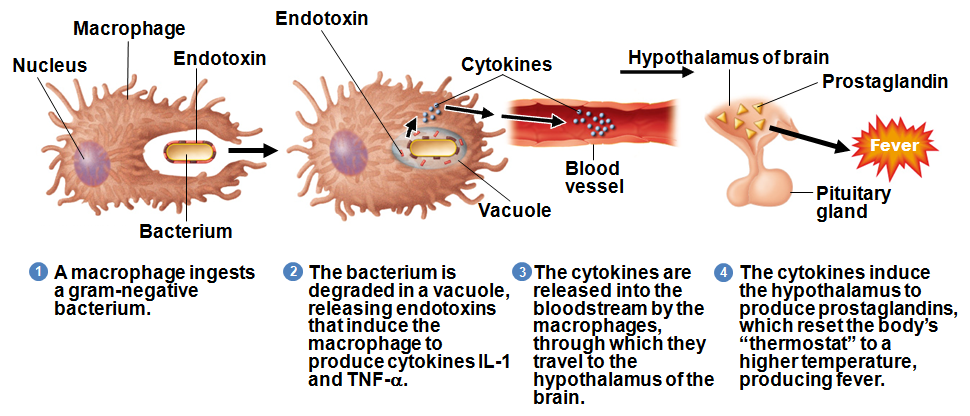 Macrophage
Nucleus
Endotoxin
Bacterium
Endotoxin
Cytokines
Vacuole
Blood
vessel
Hypothalamus of brain
Prostaglandin
Fever
Pituitary
gland
1 A macrophage ingests
a gram-negative
bacterium.
2 The bacterium is
degraded in a vacuole,
releasing endotoxins
that induce the
macrophage to
produce cytokines IL-1
and TNF-α.
3 The cytokines are
released into the
bloodstream by the
macrophages,
through which they
travel to the
hypothalamus of the
brain.
4 The cytokines induce
the hypothalamus to
produce prostaglandins,
which reset the body’s
“thermostat” to a
higher temperature,
producing fever.